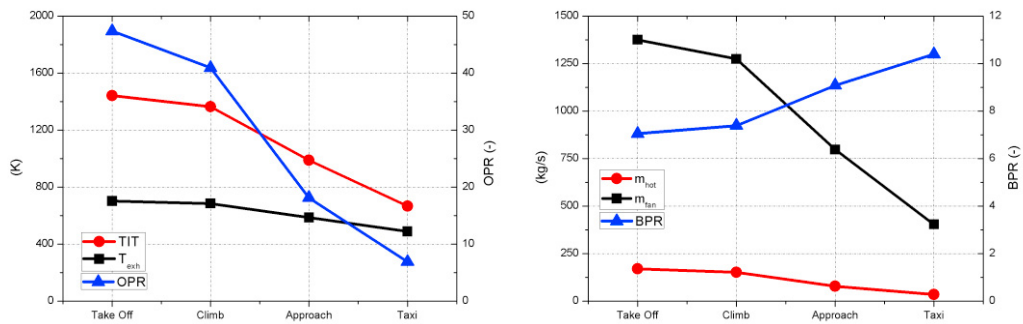 2000
1600
1200
800
400
0
(K)
50
40
30
20
10
0
OPR (-)
TIT
T exh
OPR
Take Off Climb Approach Taxi
1500
1250
1000
750
500
250
0
(kg/s)
12
10
8
6
4
2
0
BPR (-)
m hot
m fan
BPR
Take Off Climb Approach Taxi